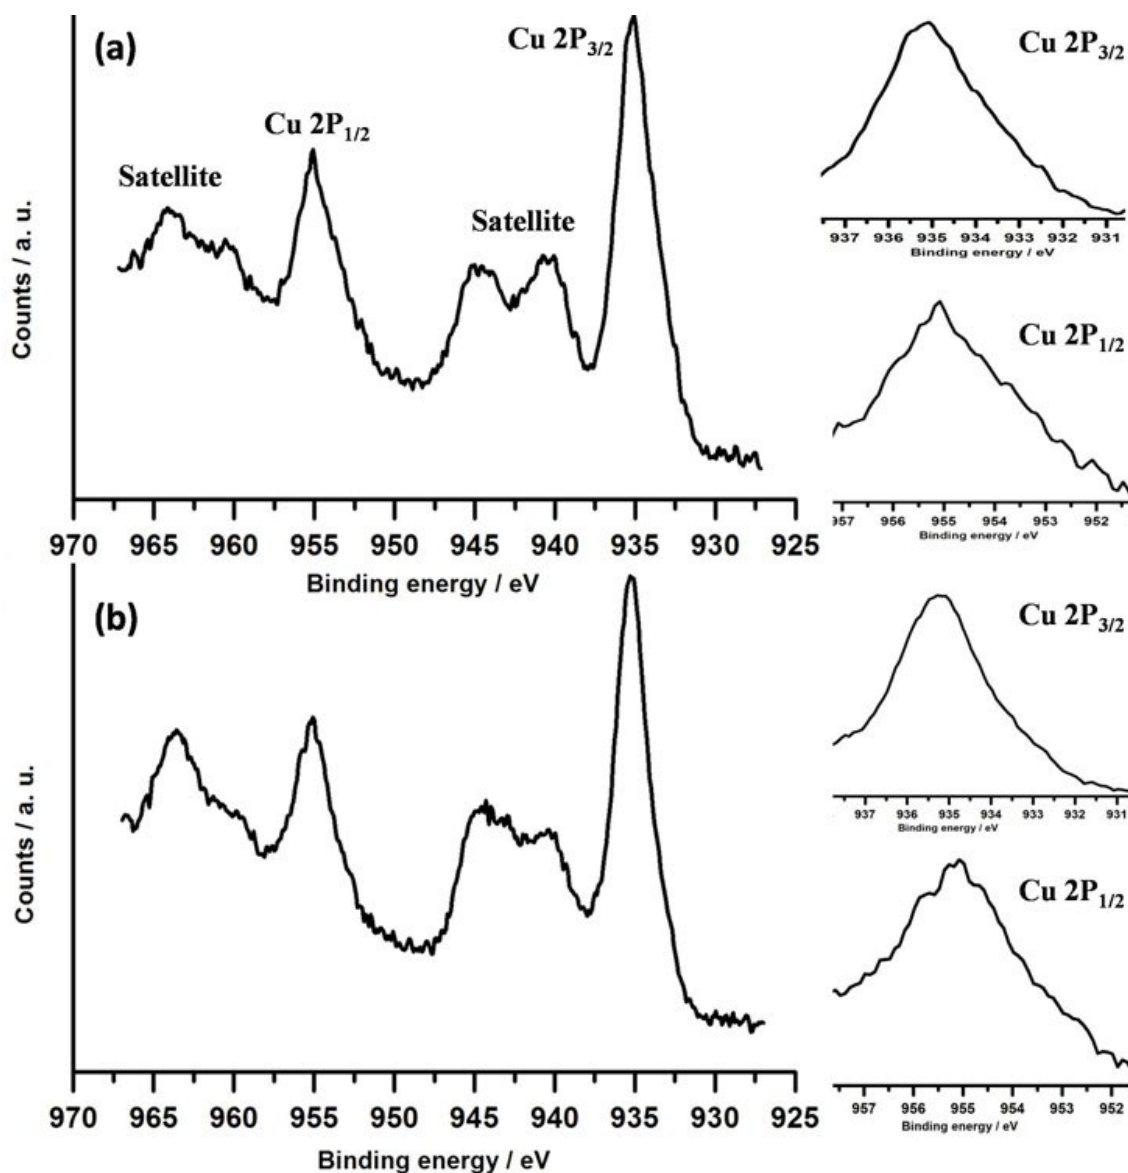 (a)
Cu 2P3/2
Cu 2P1/2
Satellite
Satellite
Counts / a. u.
970 965 960 955 950 945 940 935 930 925
Binding energy / eV
Cu 2P3/2
937 936 935 934 933 932 931
Binding energy / eV
Cu 2P1/2
957 956 955 954 953 952
Binding energy / eV
(b)
Counts / a. u.
970 965 960 955 950 945 940 935 930 925
Binding energy / eV
Cu 2P3/2
937 936 935 934 933 932 931
Binding energy / eV
Cu 2P1/2
957 956 955 954 953 952
Binding energy / eV